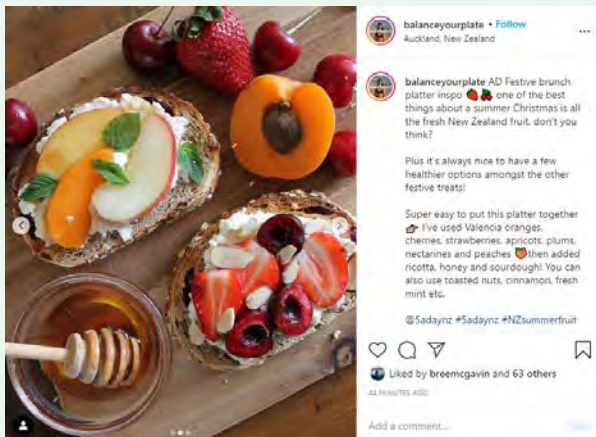 balanceyourplate • Follow
Auckland, New Zealand
balanceyourplate AD Festive brunch
platter inspo 🍓🍒 one of the best
things about a summer Christmas is all
the fresh New Zealand fruit, don't you
think?
Plus it's always nice to have a few
healthier options amongst the other
festive treats!
Super easy to put this platter together
👉🏼 I've used Valencia oranges,
cherries, strawberries, apricots, plums,
nectarines and peaches 🍑then added
ricotta, honey and sourdough! You can
also use toasted nuts, cinnamon, fresh
mint etc.
@5adaynz #5adaynz #NZsummerfruit
Liked by breemcgavin and 63 others
44 MINUTES AGO
Add a comment...